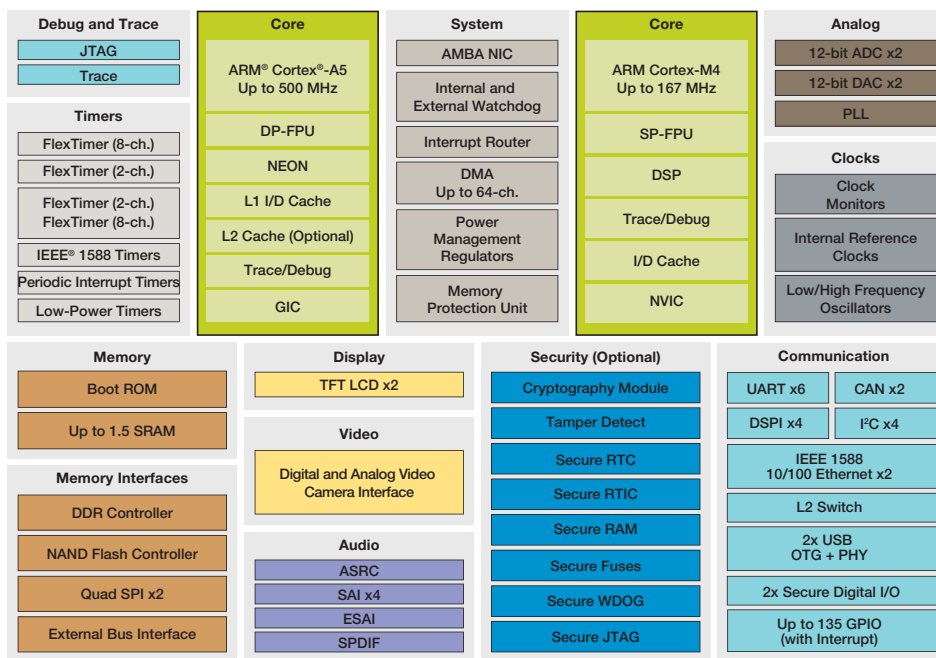 Debug and Trace
JTAG
Trace
Timers
FlexTimer (8-ch.)
FlexTimer (2-ch.)
FlexTimer (2-ch.)
FlexTimer (8-ch.)
IEEE® 1588 Timers
Periodic Interrupt Timers
Low-Power Timers
Core
ARM® Cortex®-A5
Up to 500 MHz
DP-FPU
NEON
L1 I/D Cache
L2 Cache (Optional)
Trace/Debug
GIC
System
AMBA NIC
Internal and
External Watchdog
Interrupt Router
DMA
Up to 64-ch.
Power
Management
Regulators
Memory
Protection Unit
Core
ARM Cortex-M4
Up to 167 MHz
SP-FPU
DSP
Trace/Debug
I/D Cache
NVIC
Analog
12-bit ADC x2
12-bit DAC x2
PLL
Clocks
Clock
Monitors
Internal Reference
Clocks
Low/High Frequency
Oscillators
Memory
Boot ROM
Up to 1.5 SRAM
Memory Interfaces
DDR Controller
NAND Flash Controller
Quad SPI x2
External Bus Interface
Display
TFT LCD x2
Video
Digital and Analog Video
Camera Interface
Audio
ASRC
SAI x4
ESAI
SPDIF
Security (Optional)
Cryptography Module
Tamper Detect
Secure RTC
Secure RTIC
Secure RAM
Secure Fuses
Secure WDOG
Secure JTAG
Communication
UART x6
CAN x2
DSPI x4
I²C x4
IEEE 1588
10/100 Ethernet x2
L2 Switch
2x USB
OTG + PHY
2x Secure Digital I/O
Up to 135 GPIO
(with Interrupt)